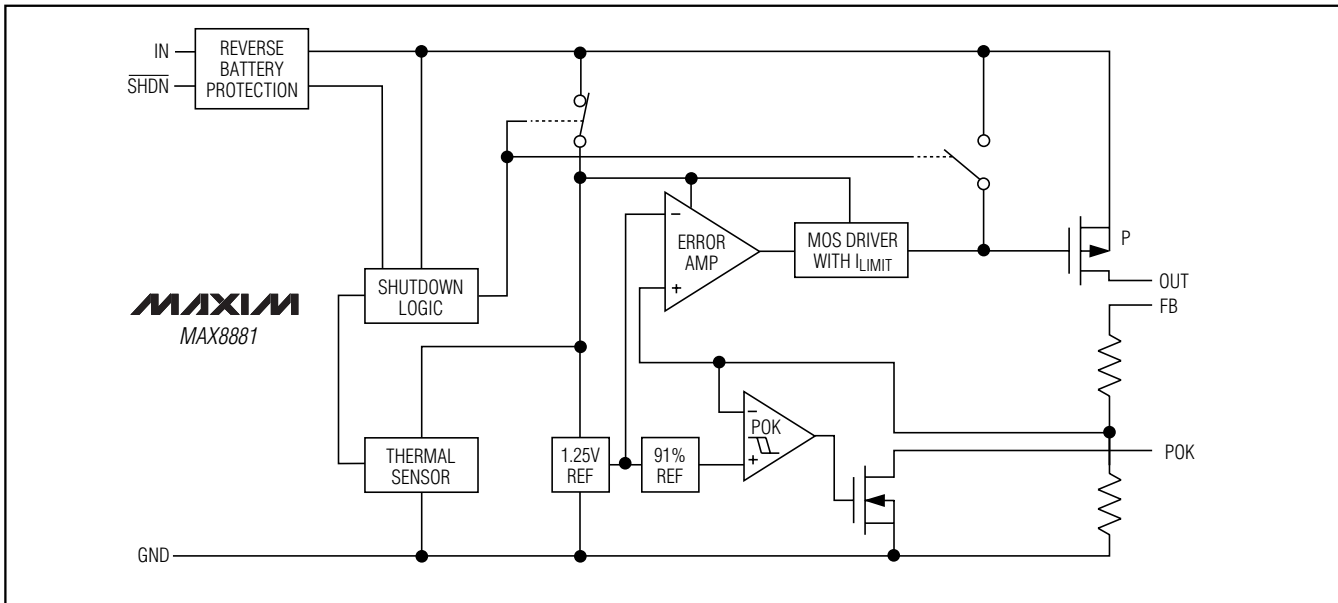 IN
SHDN
REVERSE
BATTERY
PROTECTION
P
ERROR
AMP
−
+
MOS DRIVER
WITH ILIMIT
OUT
FB
SHUTDOWN
LOGIC
MAXIM
MAX8881
THERMAL
SENSOR
1.25V
REF
91%
REF
−
POK
+
POK
GND